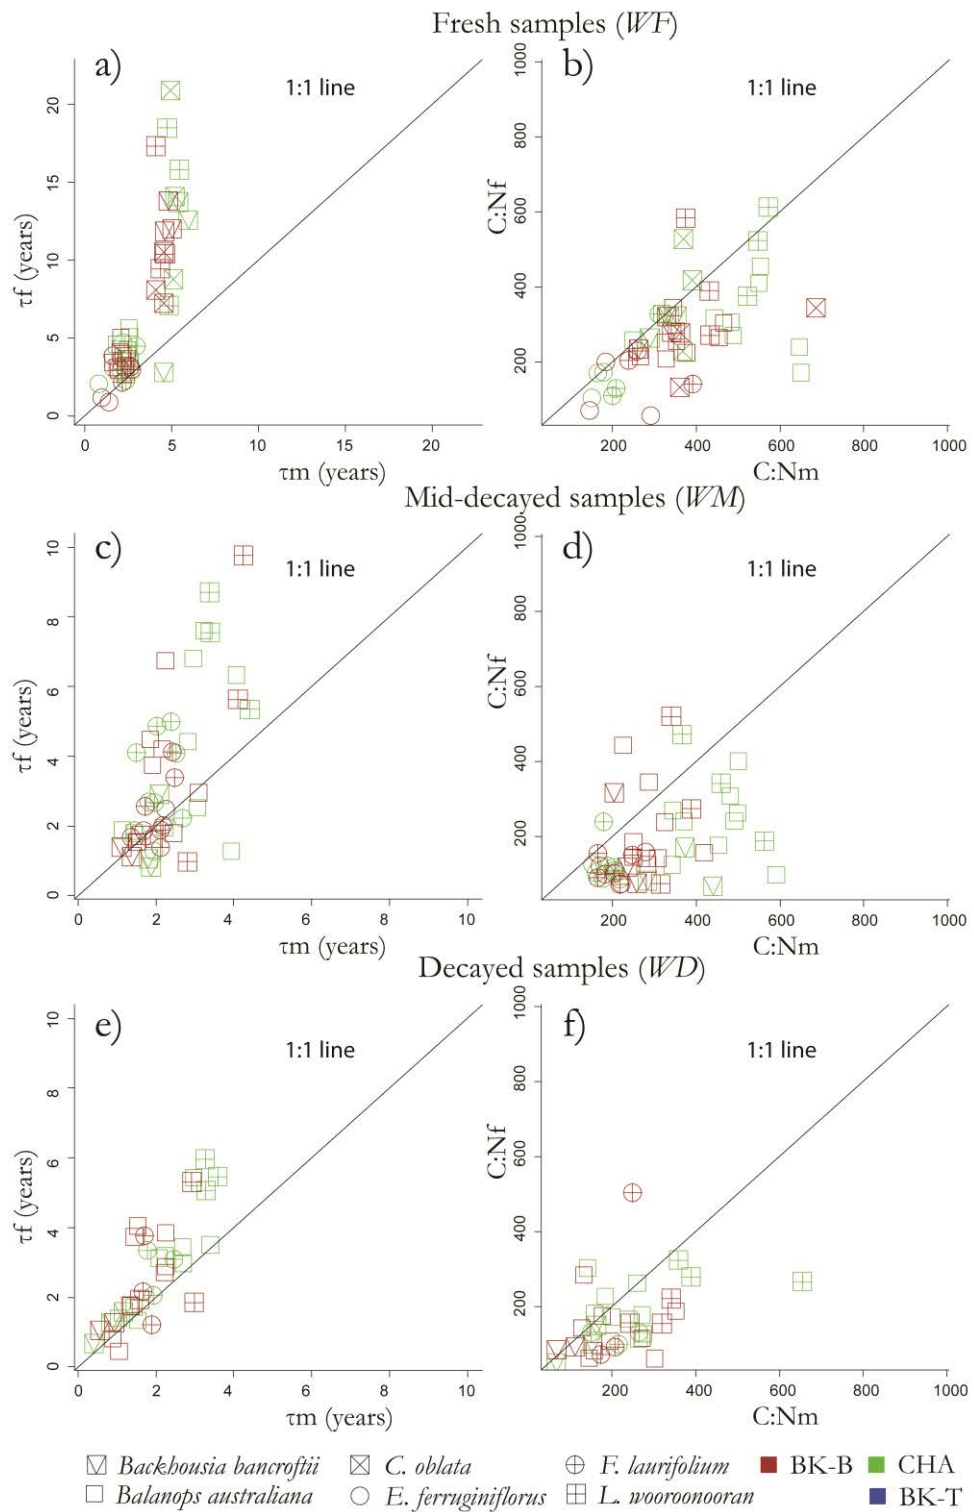 Fresh samples (WF)
a)
b)
1:1 line
1:1 line
τf (years)
0 5 10 15 20
0 5 10 15 20
τm (years)
C:Nf
200 400 600 800 1000
200 400 600 800 1000
C:Nm
Mid-decayed samples (WM)
c)
d)
1:1 line
1:1 line
τf (years)
0 2 4 6 8 10
0 2 4 6 8 10
τm (years)
C:Nf
200 400 600 800 1000
200 400 600 800 1000
C:Nm
Decayed samples (WD)
e)
f)
1:1 line
1:1 line
τf (years)
0 2 4 6 8 10
0 2 4 6 8 10
τm (years)
C:Nf
200 400 600 800 1000
200 400 600 800 1000
C:Nm
Backhousia bancroftii C. oblata F. laurifolium BK-B CHA
Balanops australiana E. ferruginiflorus L. wooroonooran BK-T